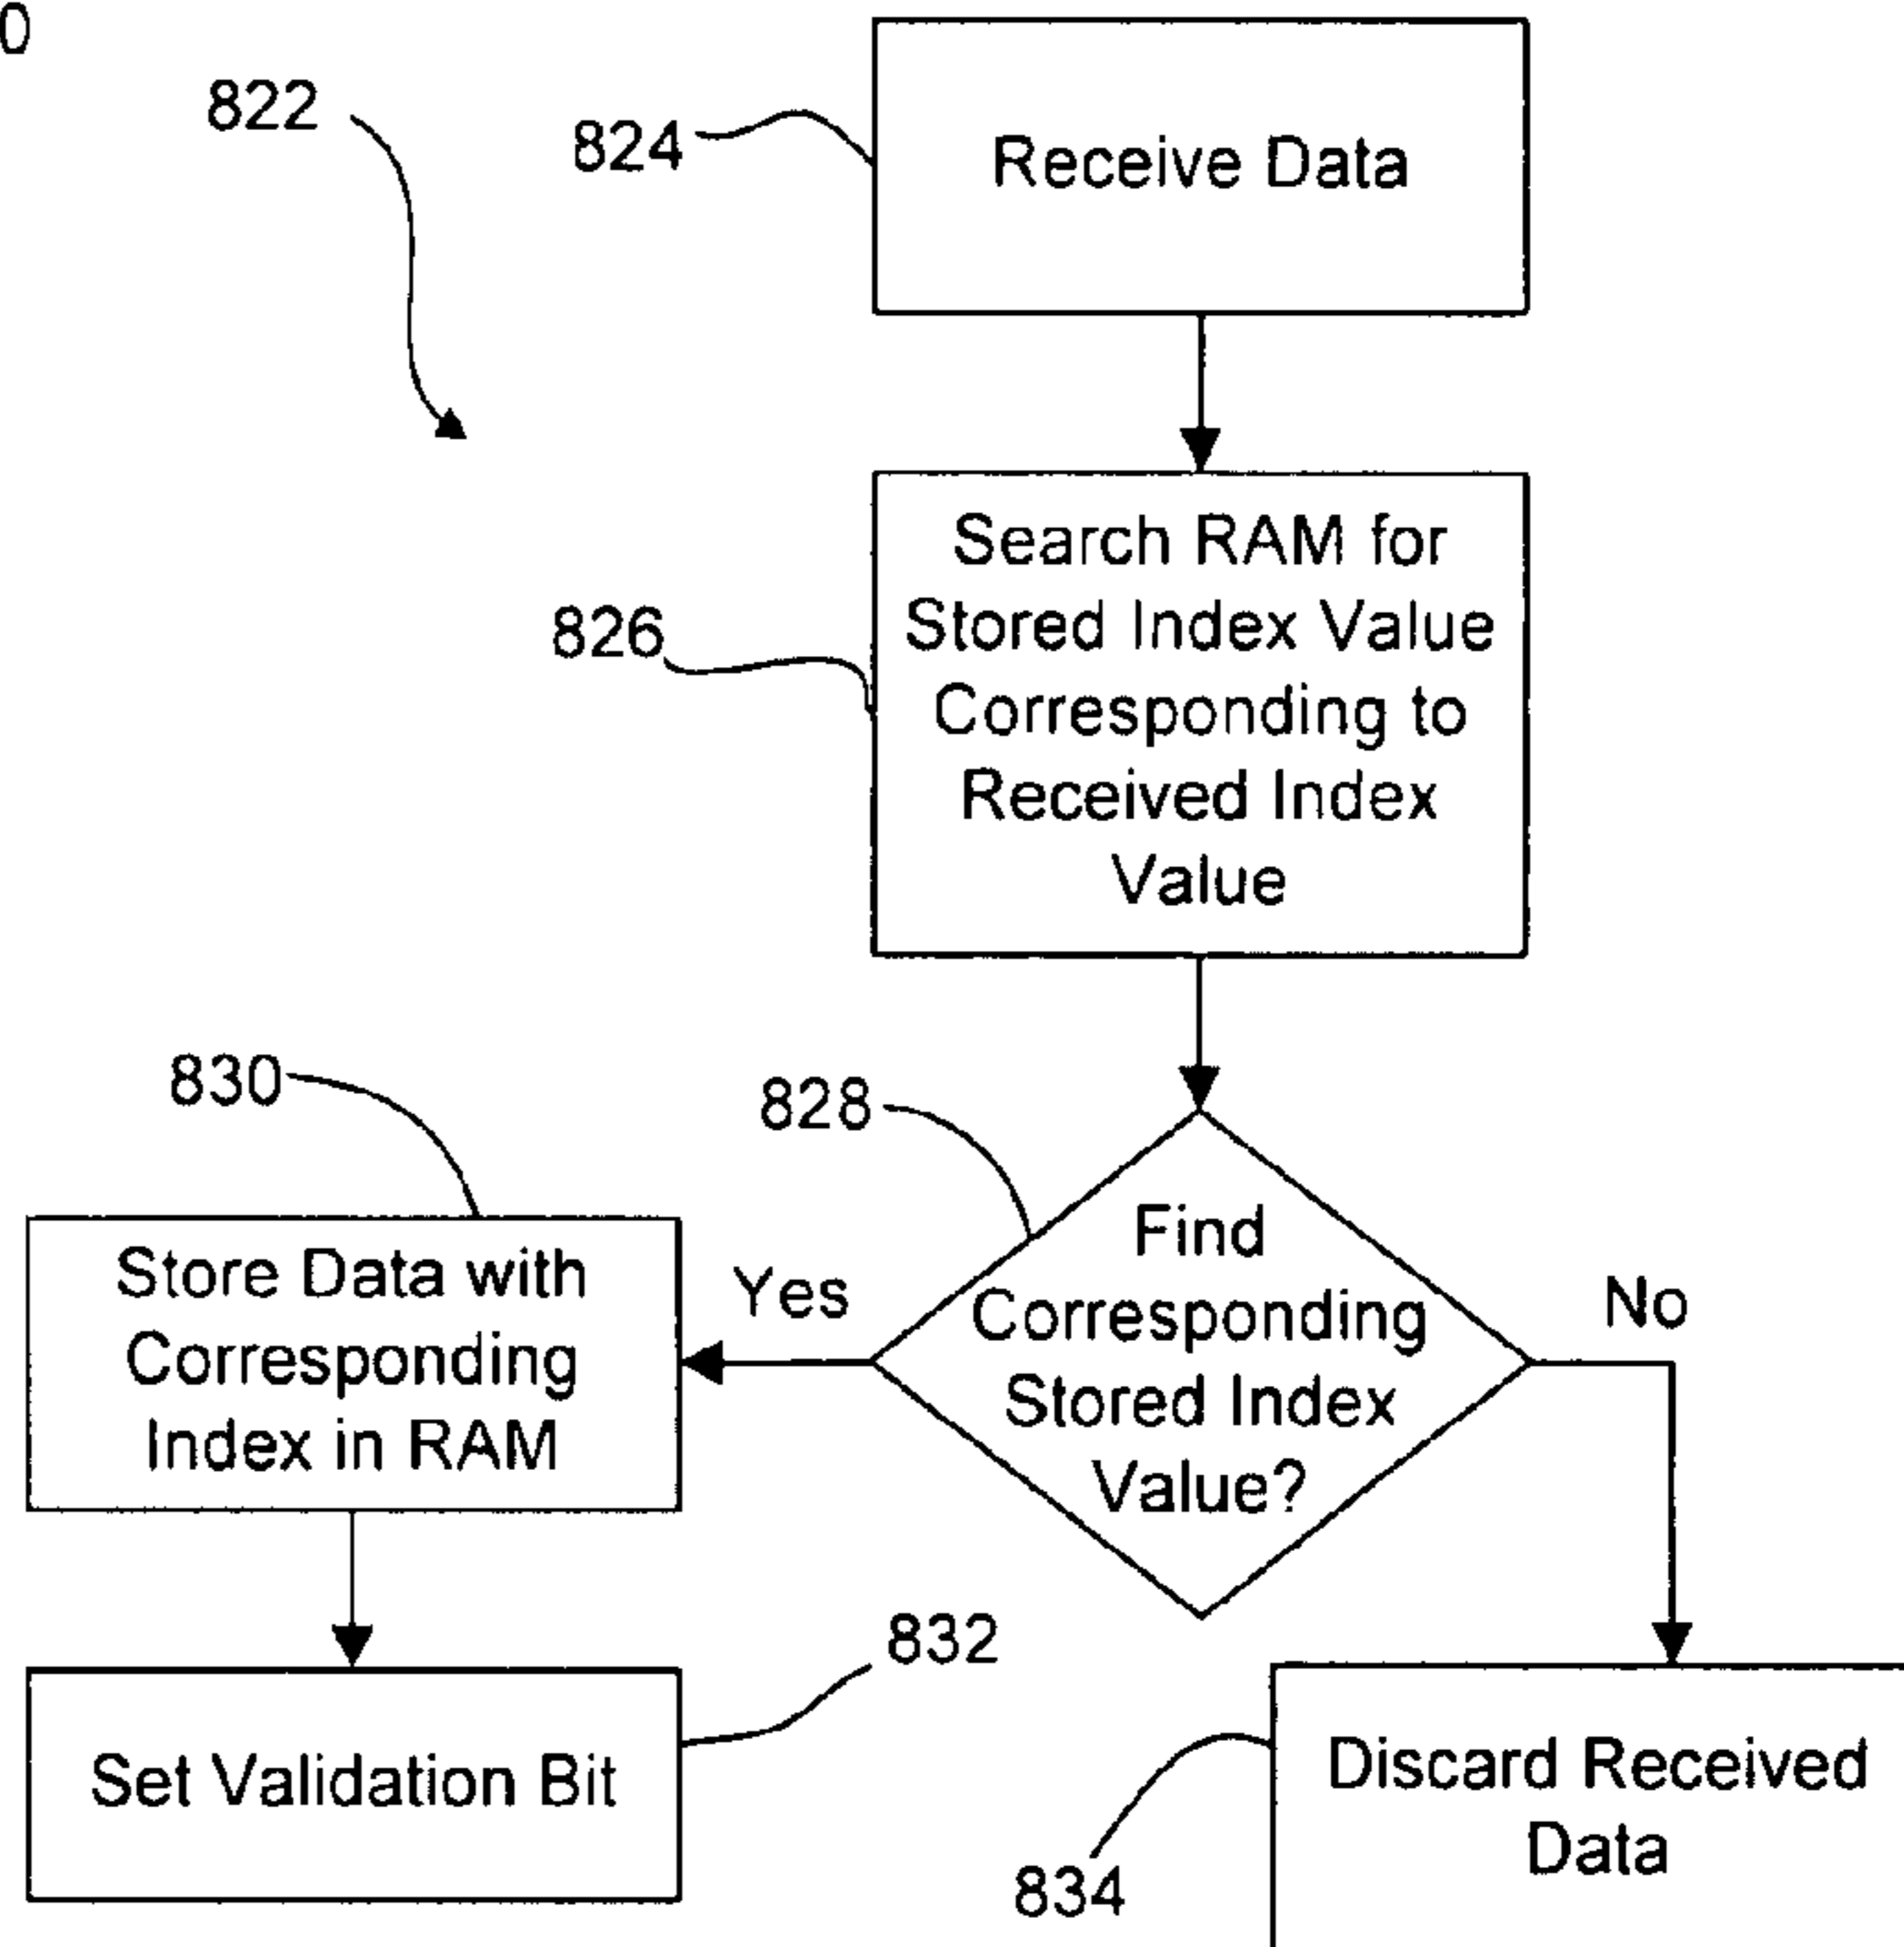 0
822
824
Receive Data
826
Search RAM for
Stored Index Value
Corresponding to
Received Index
Value
830
828
Store Data with
Corresponding
Index in RAM
Yes
Find
Corresponding
Stored Index
Value?
No
832
Set Validation Bit
834
Discard Received
Data